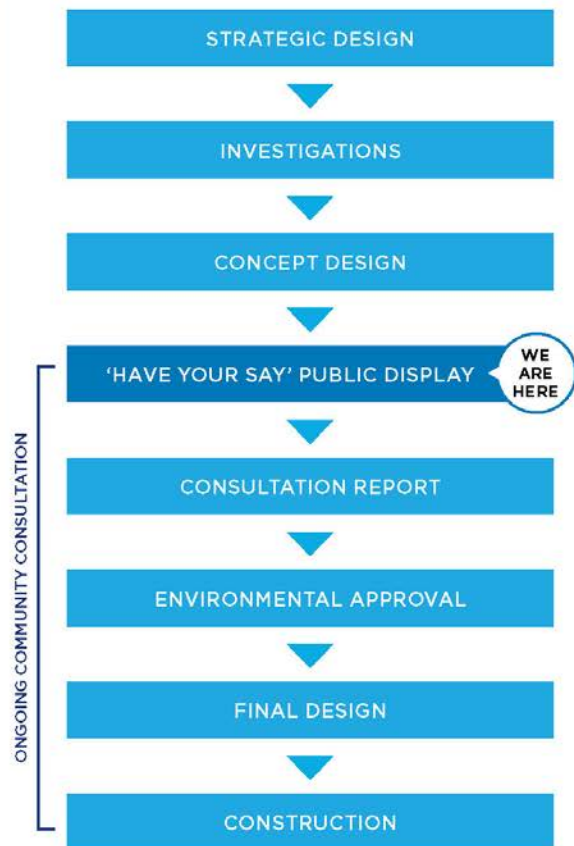 STRATEGIC DESIGN
INVESTIGATIONS
CONCEPT DESIGN
‘HAVE YOUR SAY’ PUBLIC DISPLAY
WE
ARE
HERE
CONSULTATION REPORT
ENVIRONMENTAL APPROVAL
FINAL DESIGN
CONSTRUCTION
ONGOING COMMUNITY CONSULTATION